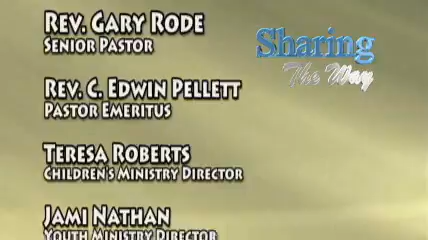 Rev. Gary Rode
Senior Pastor
Sharing
The Way
Rev. C. Edwin Pellett
Pastor Emeritus
Teresa Roberts
Children's Ministry Director
Jami Nathan
Youth Ministry Director